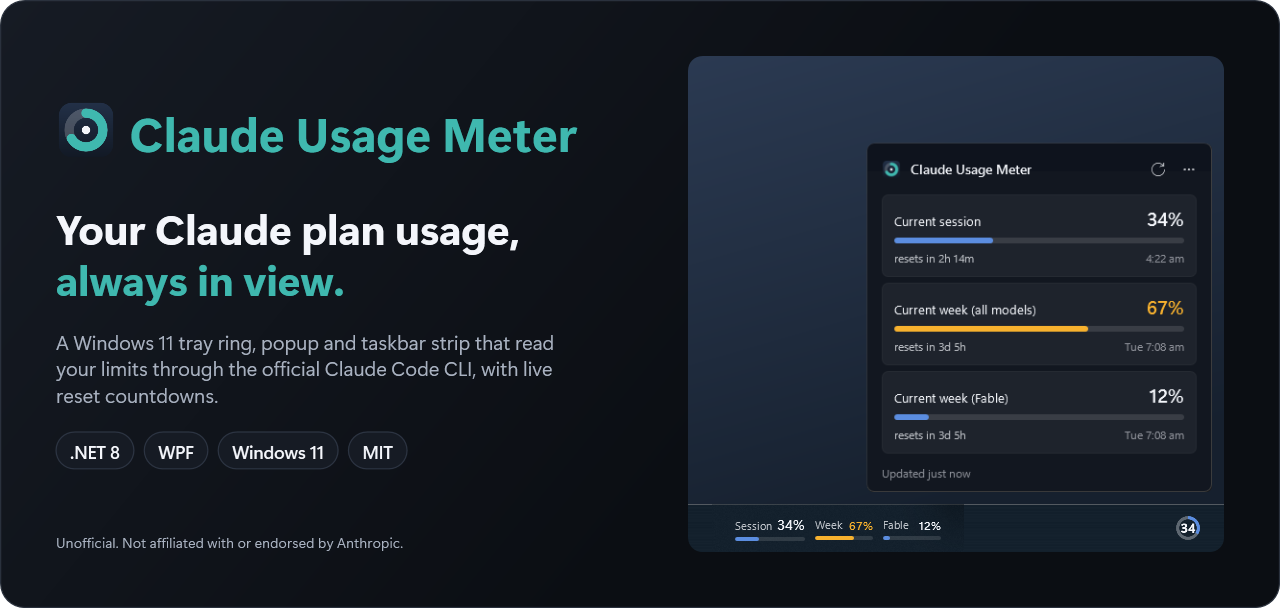 Claude Usage Meter
Your Claude plan usage,
always in view.
A Windows 11 tray ring, popup and taskbar strip that read
your limits through the official Claude Code CLI, with live
reset countdowns.
.NET 8 WPF Windows 11 MIT
Unofficial. Not affiliated with or endorsed by Anthropic.
Claude Usage Meter
Current session 34%
resets in 2h 14m 4:22 am
Current week (all models) 67%
resets in 3d 5h Tue 7:08 am
Current week (Fable) 12%
resets in 3d 5h Tue 7:08 am
Updated just now
Session 34% Week 67% Fable 12% 34